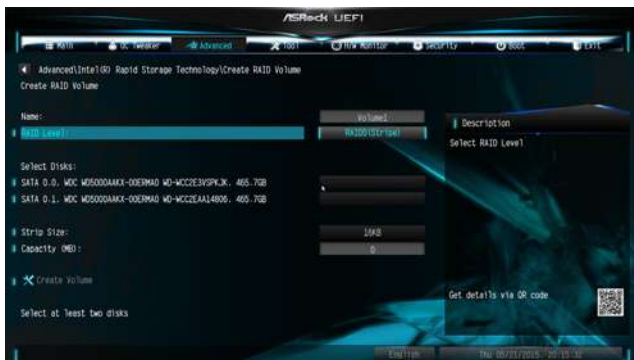 ASRock UEFI
Main OC Tweaker Advanced Tool H/W Monitor Security Boot Exit
Advanced\Intel(R) Rapid Storage Technology\Create RAID Volume
Create RAID Volume
Name: Volume1
RAID Level: RAID0(Stripe)
Description
Select RAID Level
Select Disks:
SATA 0.0, WDC WD5000AAKX-00ERMA0 WD-WCC2E3VSPKJK, 465.7GB
SATA 0.1, WDC WD5000AAKX-00ERMA0 WD-WCC2EAA14806, 465.7GB
Strip Size: 16KB
Capacity (MB): 0
Create Volume
Select at least two disks
Get details via QR code
English